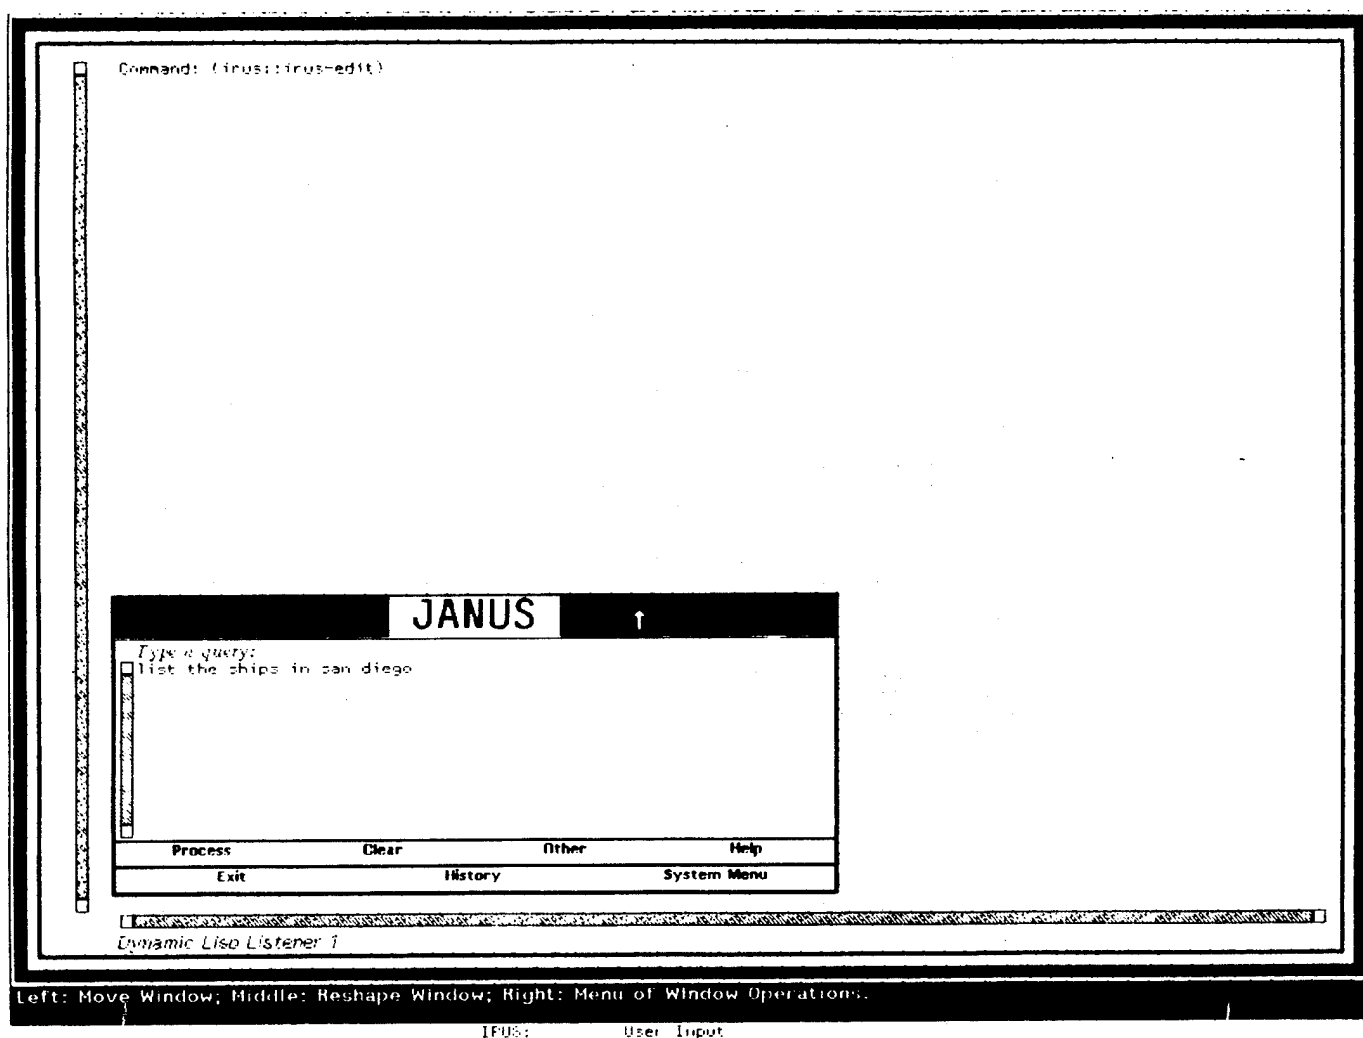 Command: (irus::irus-edit)
JANUS ↑
Type a query:
list the ships in san diego
Process Clear Other Help
Exit History System Menu
Dynamic Lisp Listener 1
Left: Move Window; Middle: Reshape Window; Right: Menu of Window Operations.
IRUS: User Input